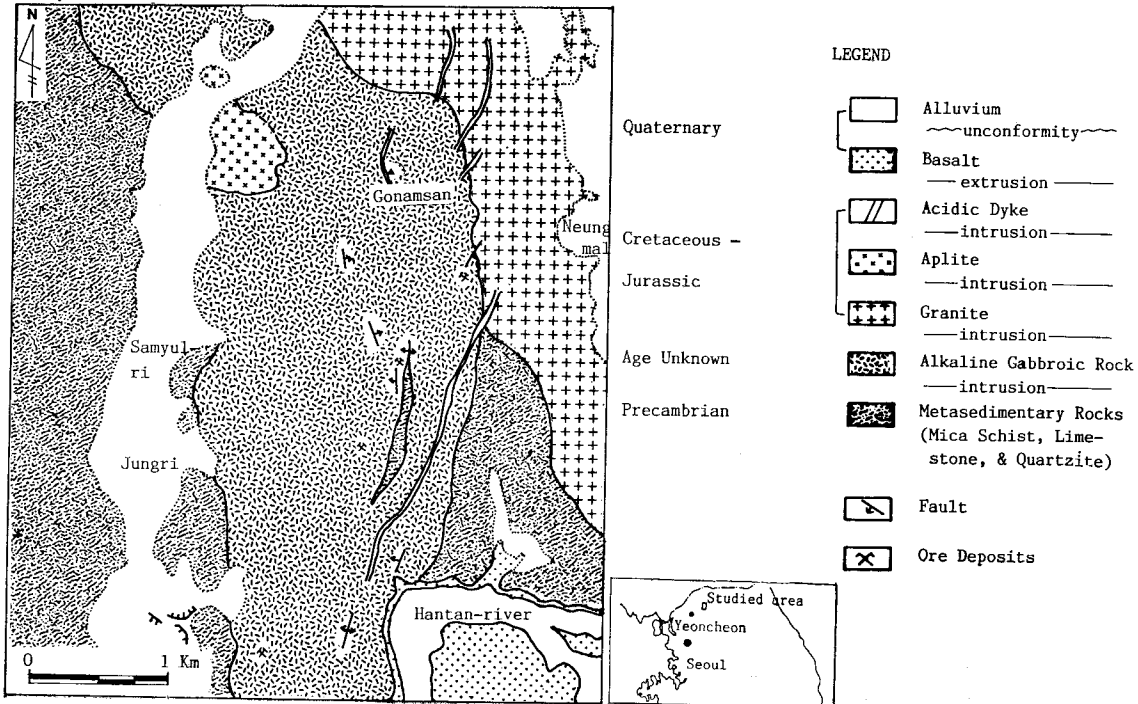 N
Gonamsan
Neung
mal
Samyul-
ri
Jungri
Hantan-river
0 1 Km
Quaternary
Cretaceous -
Jurassic
Age Unknown
Precambrian
LEGEND
Alluvium
unconformity
Basalt
extrusion
Acidic Dyke
intrusion
Aplite
intrusion
Granite
intrusion
Alkaline Gabbroic Rock
intrusion
Metasedimentary Rocks
(Mica Schist, Lime-
stone, & Quartzite)
Fault
Ore Deposits
Studied area
Yeoncheon
Seoul